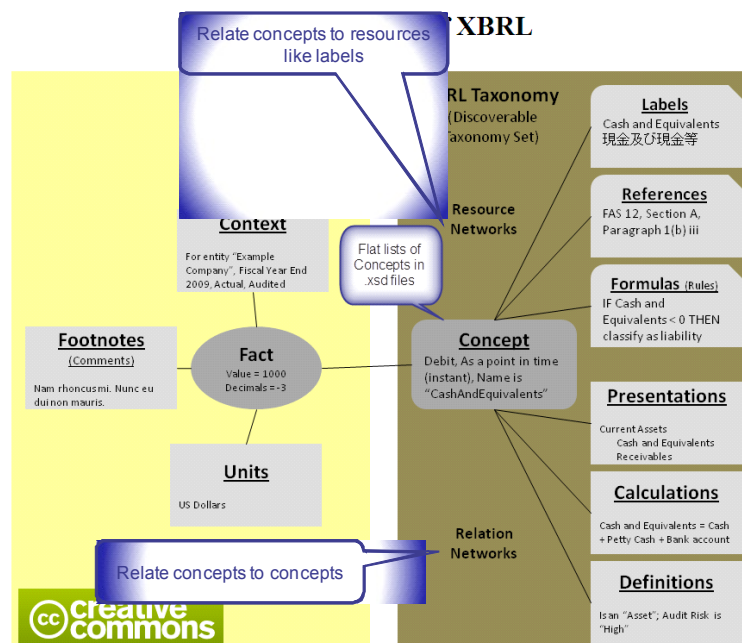 XBRL
Relate concepts to resources
like labels
RL Taxonomy
(Discoverable
Taxonomy Set)
Labels
Cash and Equivalents
現金及び現金等
Resource
Networks
References
FAS 12, Section A,
Paragraph 1(b) iii
Context
For entity “Example
Company”, Fiscal Year End
2009, Actual, Audited
Flat lists of
Concepts in
.xsd files
Formulas (Rules)
IF Cash and
Equivalents < 0 THEN
classify as liability
Footnotes
(Comments)
Nam rhoncus mi. Nunc eu
dui non mauris.
Fact
Value = 1000
Decimals = -3
Concept
Debit, As a point in time
(instant), Name is
“CashAndEquivalents”
Presentations
Current Assets
Cash and Equivalents
Receivables
Units
US Dollars
Calculations
Cash and Equivalents = Cash
+ Petty Cash + Bank account
Relation
Networks
Relate concepts to concepts
Definitions
Is an “Asset”; Audit Risk is
“High”
cc creative
commons